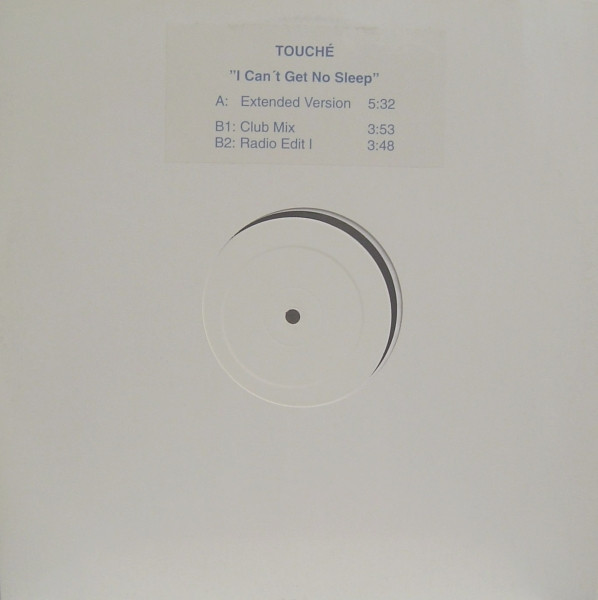 TOUCHÉ
”I Can´t Get No Sleep”
A: Extended Version 5:32
B1: Club Mix 3:53
B2: Radio Edit I 3:48